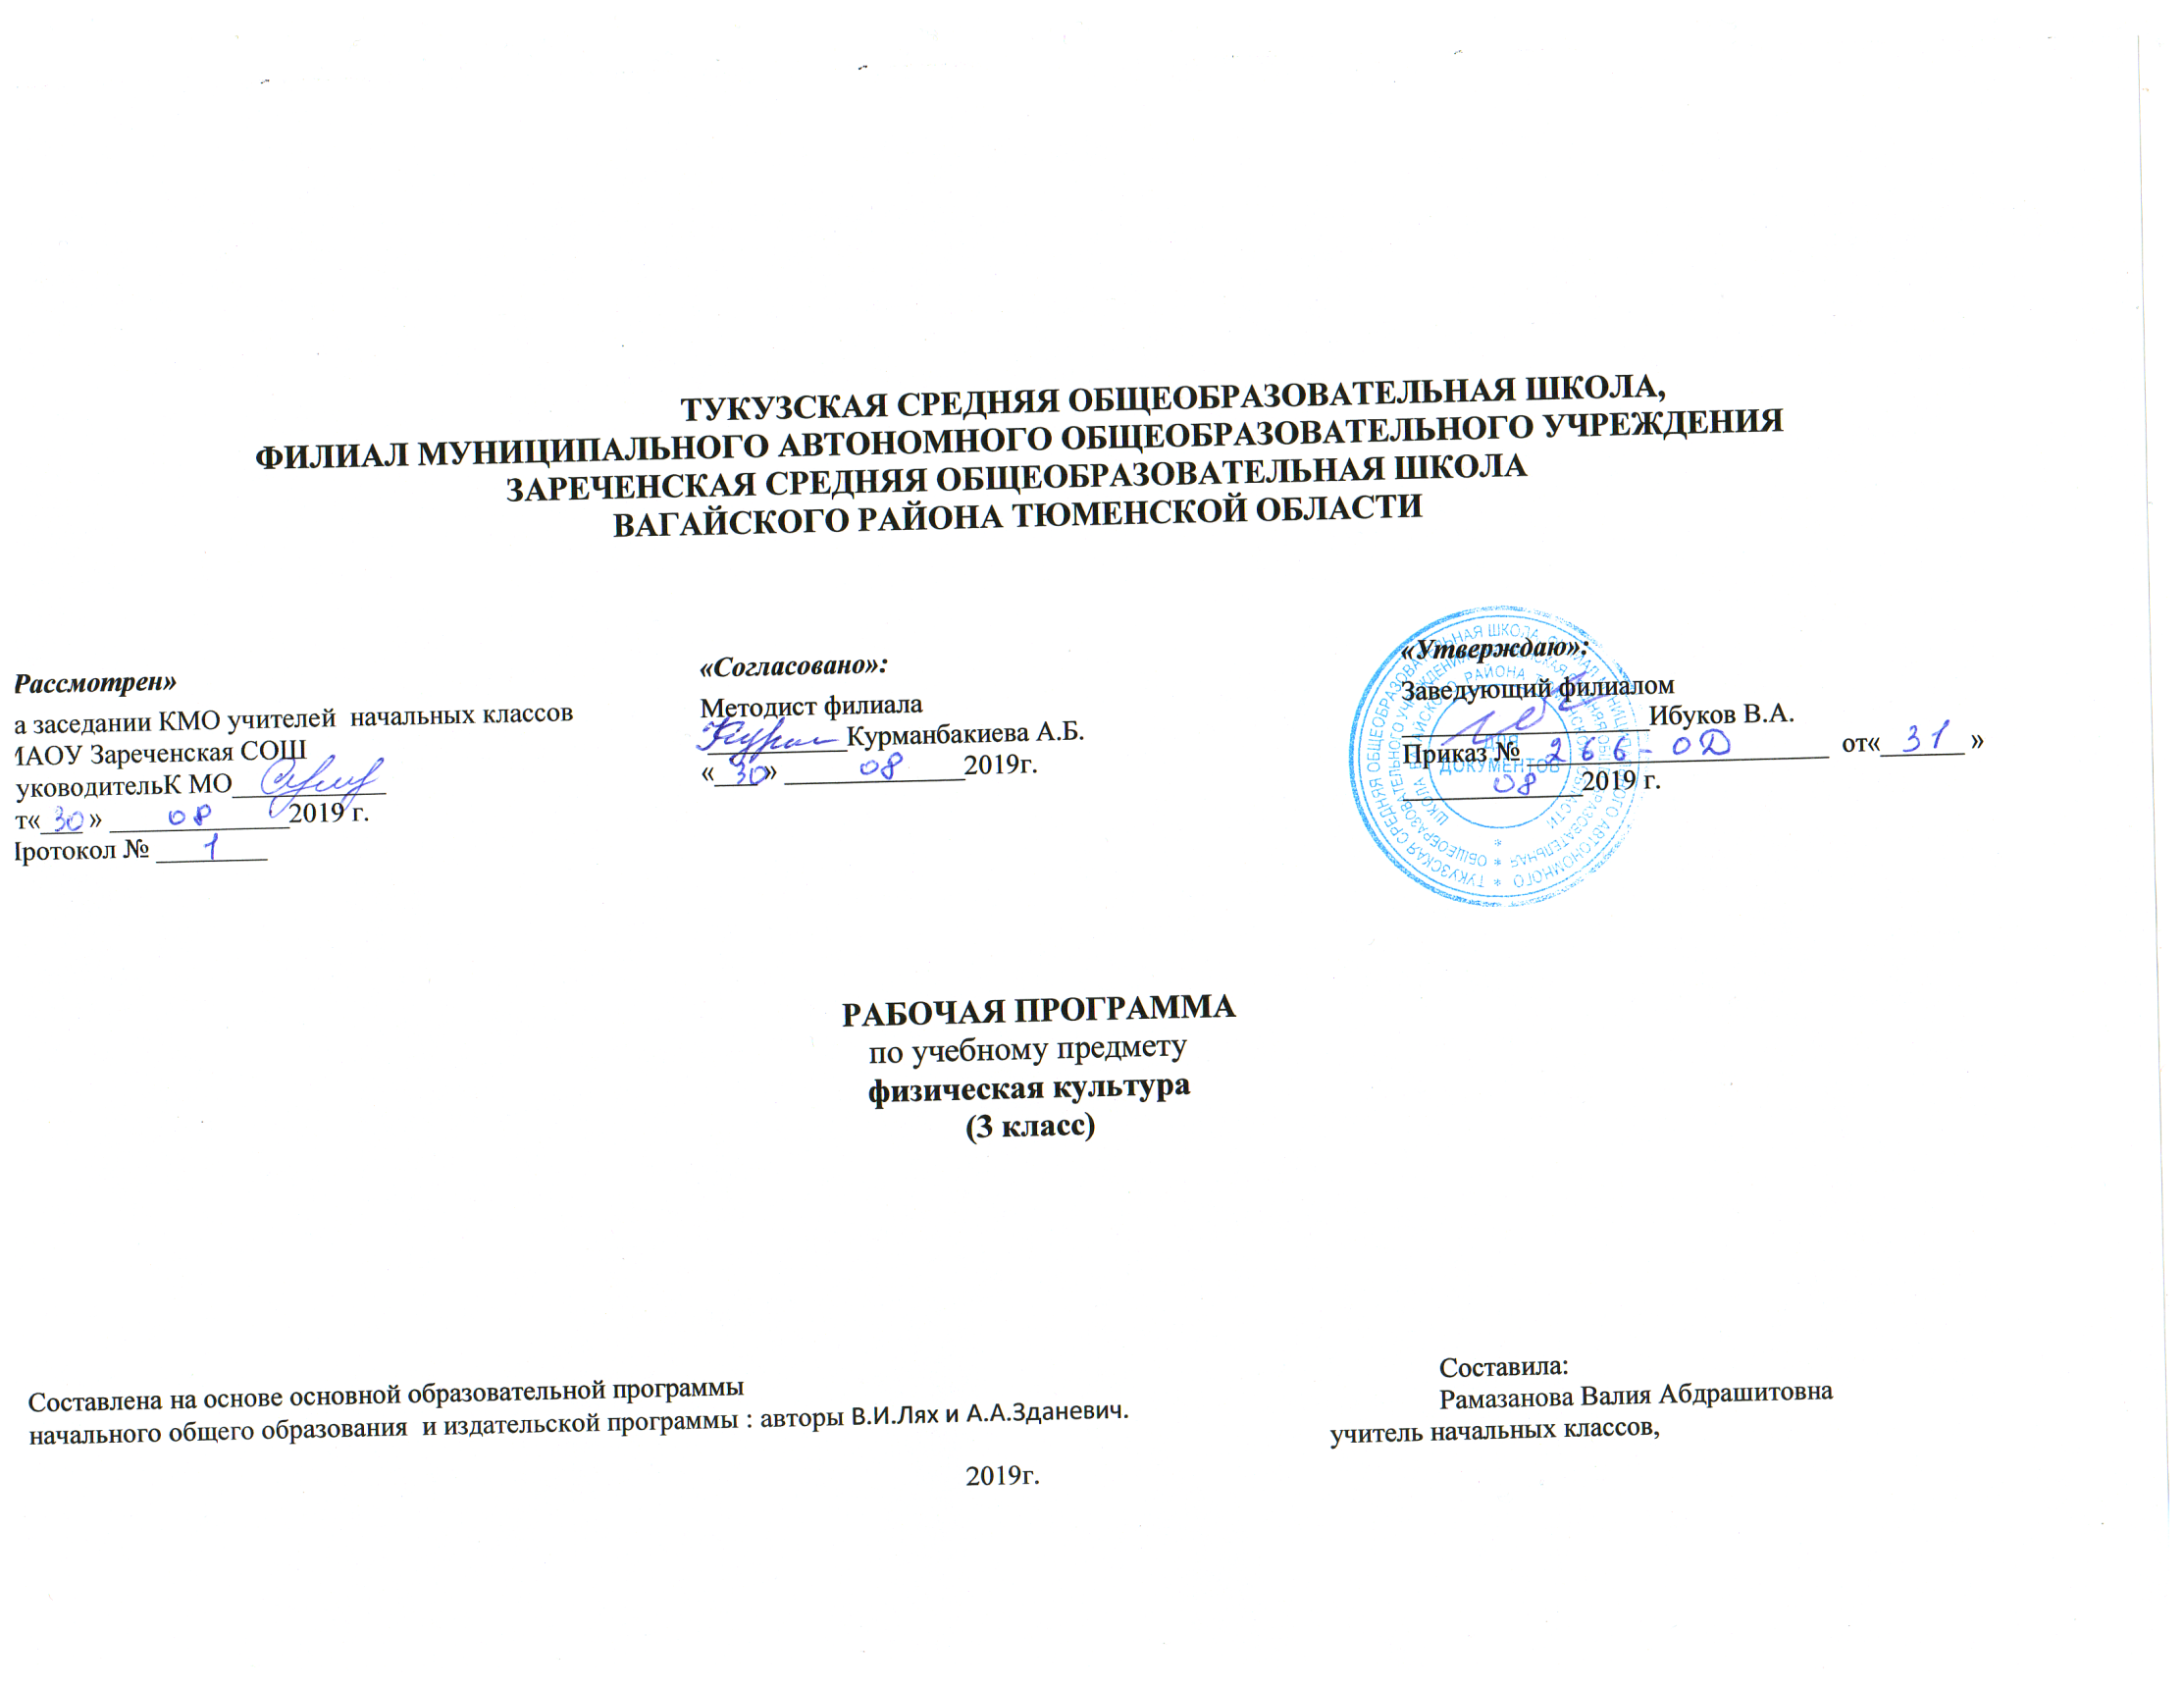 ТУКУЗСКАЯ СРЕДНЯЯ ОБЩЕОБРАЗОВАТЕЛЬНАЯ ШКОЛА,
ФИЛИАЛ МУНИЦИПАЛЬНОГО АВТОНОМНОГО ОБЩЕОБРАЗОВАТЕЛЬНОГО УЧРЕЖДЕНИЯ
ЗАРЕЧЕНСКАЯ СРЕДНЯЯ ОБЩЕОБРАЗОВАТЕЛЬНАЯ ШКОЛА
ВАГАЙСКОГО РАЙОНА ТЮМЕНСКОЙ ОБЛАСТИ
Рассмотрен»
а заседании КМО учителей начальных классов
МАОУ Зареченская СОШ
уководительК МО
т« 30 » 08 2019 г.
Протокол № 1
«Согласовано»:
Методист филиала
Курманбакиева А.Б.
« 30 » 08 2019г.
«Утверждаю»:
Заведующий филиалом
Ибуков В.А.
Приказ № 266-ОД от« 31 »
08 2019 г.
ДЛЯ
ДОКУМЕНТОВ
РАБОЧАЯ ПРОГРАММА
по учебному предмету
физическая культура
(3 класс)
Составлена на основе основной образовательной программы
начального общего образования и издательской программы : авторы В.И.Лях и А.А.Зданевич.
Составила:
Рамазанова Валия Абдрашитовна
учитель начальных классов,
2019г.